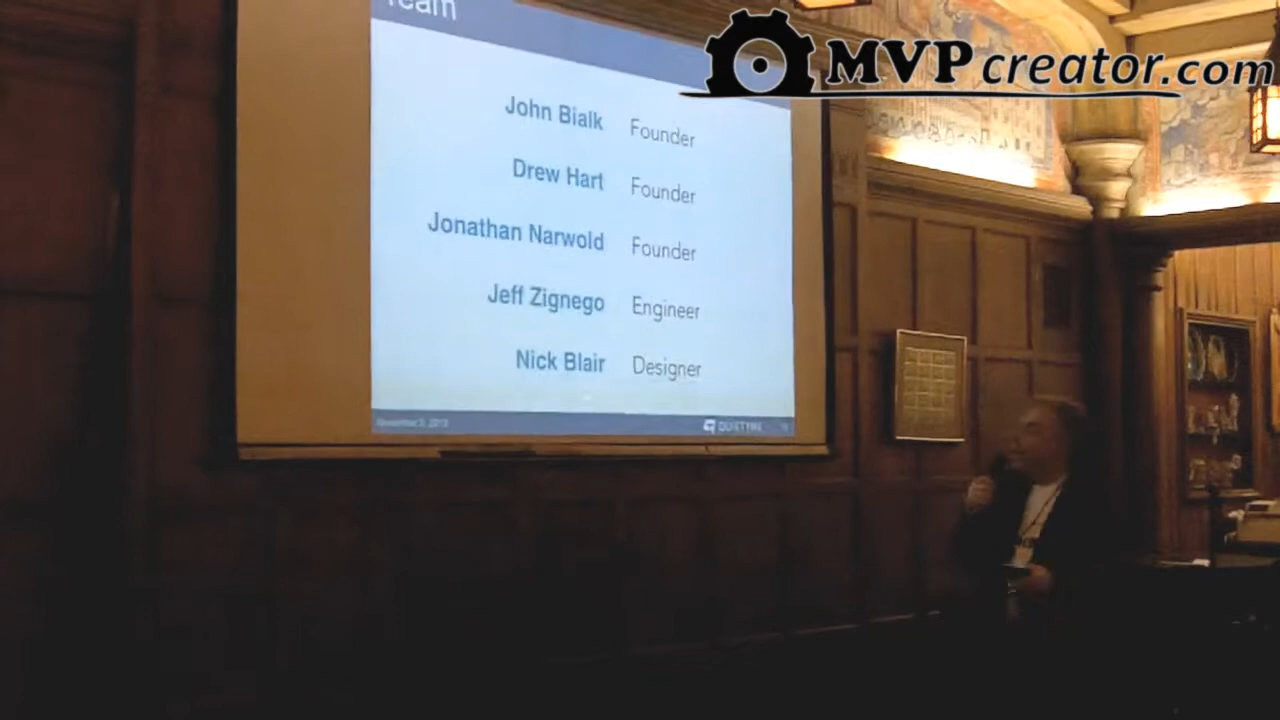 Team
MVPcreator.com
John Bialk Founder
Drew Hart Founder
Jonathan Narwold Founder
Jeff Zignego Engineer
Nick Blair Designer